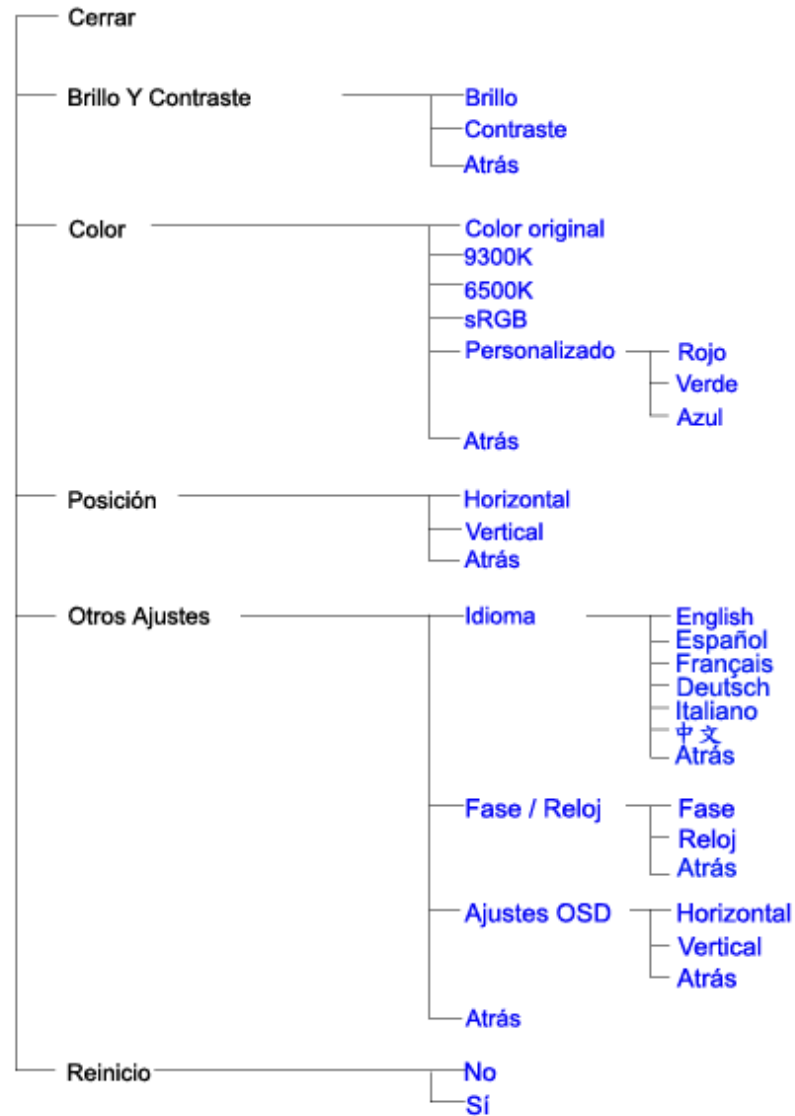 Cerrar
Brillo Y Contraste
Brillo
Contraste
Atrás
Color
Color original
9300K
6500K
sRGB
Personalizado
Rojo
Verde
Azul
Atrás
Posición
Horizontal
Vertical
Atrás
Otros Ajustes
Idioma
English
Español
Français
Deutsch
Italiano
中文
Atrás
Fase / Reloj
Fase
Reloj
Atrás
Ajustes OSD
Horizontal
Vertical
Atrás
Atrás
Reinicio
No
Sí